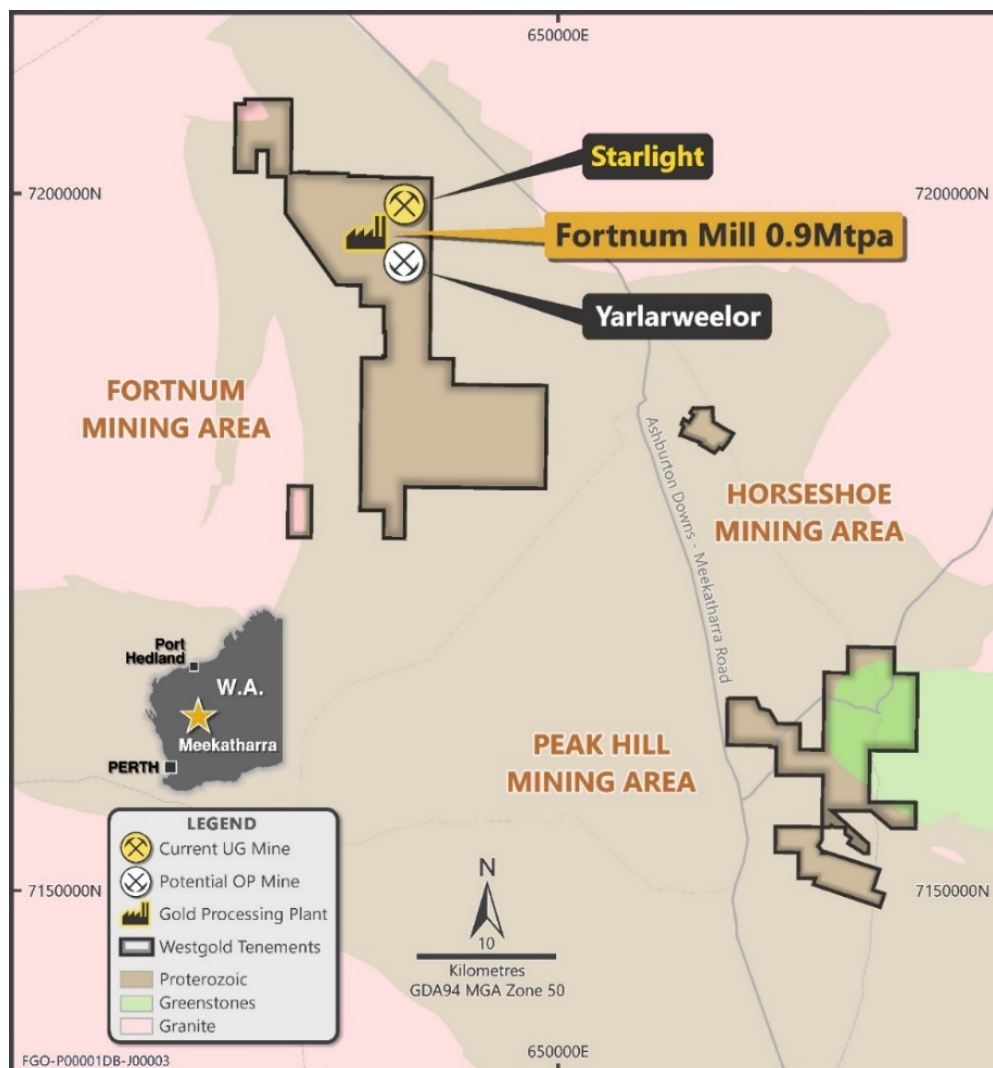 650000E
7200000N
7200000N
Starlight
Fortnum Mill 0.9Mtpa
Yarlarweelor
FORTNUM
MINING AREA
Ashburton Downs - Meekatharra Road
HORSESHOE
MINING AREA
Port
Hedland
W.A.
Meekatharra
PERTH
PEAK HILL
MINING AREA
LEGEND
Current UG Mine
Potential OP Mine
Gold Processing Plant
Westgold Tenements
Proterozoic
Greenstones
Granite
N
10
Kilometres
GDA94 MGA Zone 50
7150000N
7150000N
650000E
FGO-P00001DB-J00003